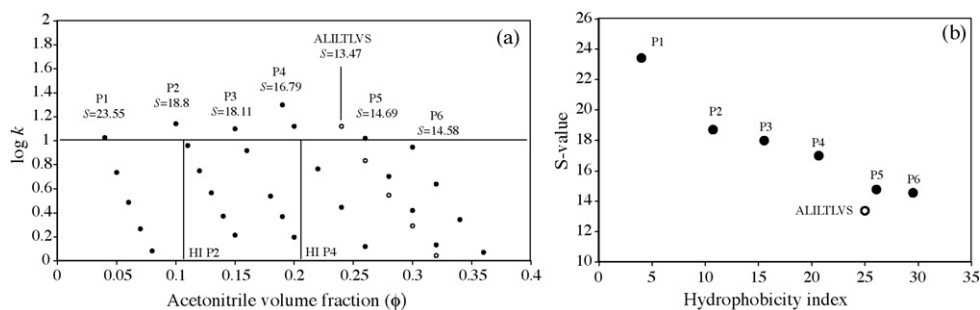 (a)
ALILTLVS
S=13.47
P4
S=16.79
P1
S=23.55
P2
S=18.8
P3
S=18.11
P5
S=14.69
P6
S=14.58
2
1.8
1.6
1.4
1.2
1
0.8
0.6
0.4
0.2
0
log k
HI P2
HI P4
0
0.05
0.1
0.15
0.2
0.25
0.3
0.35
0.4
Acetonitrile volume fraction (ϕ)
(b)
26
24
22
20
18
16
14
12
10
S-value
P1
P2
P3
P4
P5
P6
ALILTLVS
0
5
10
15
20
25
30
35
Hydrophobicity index